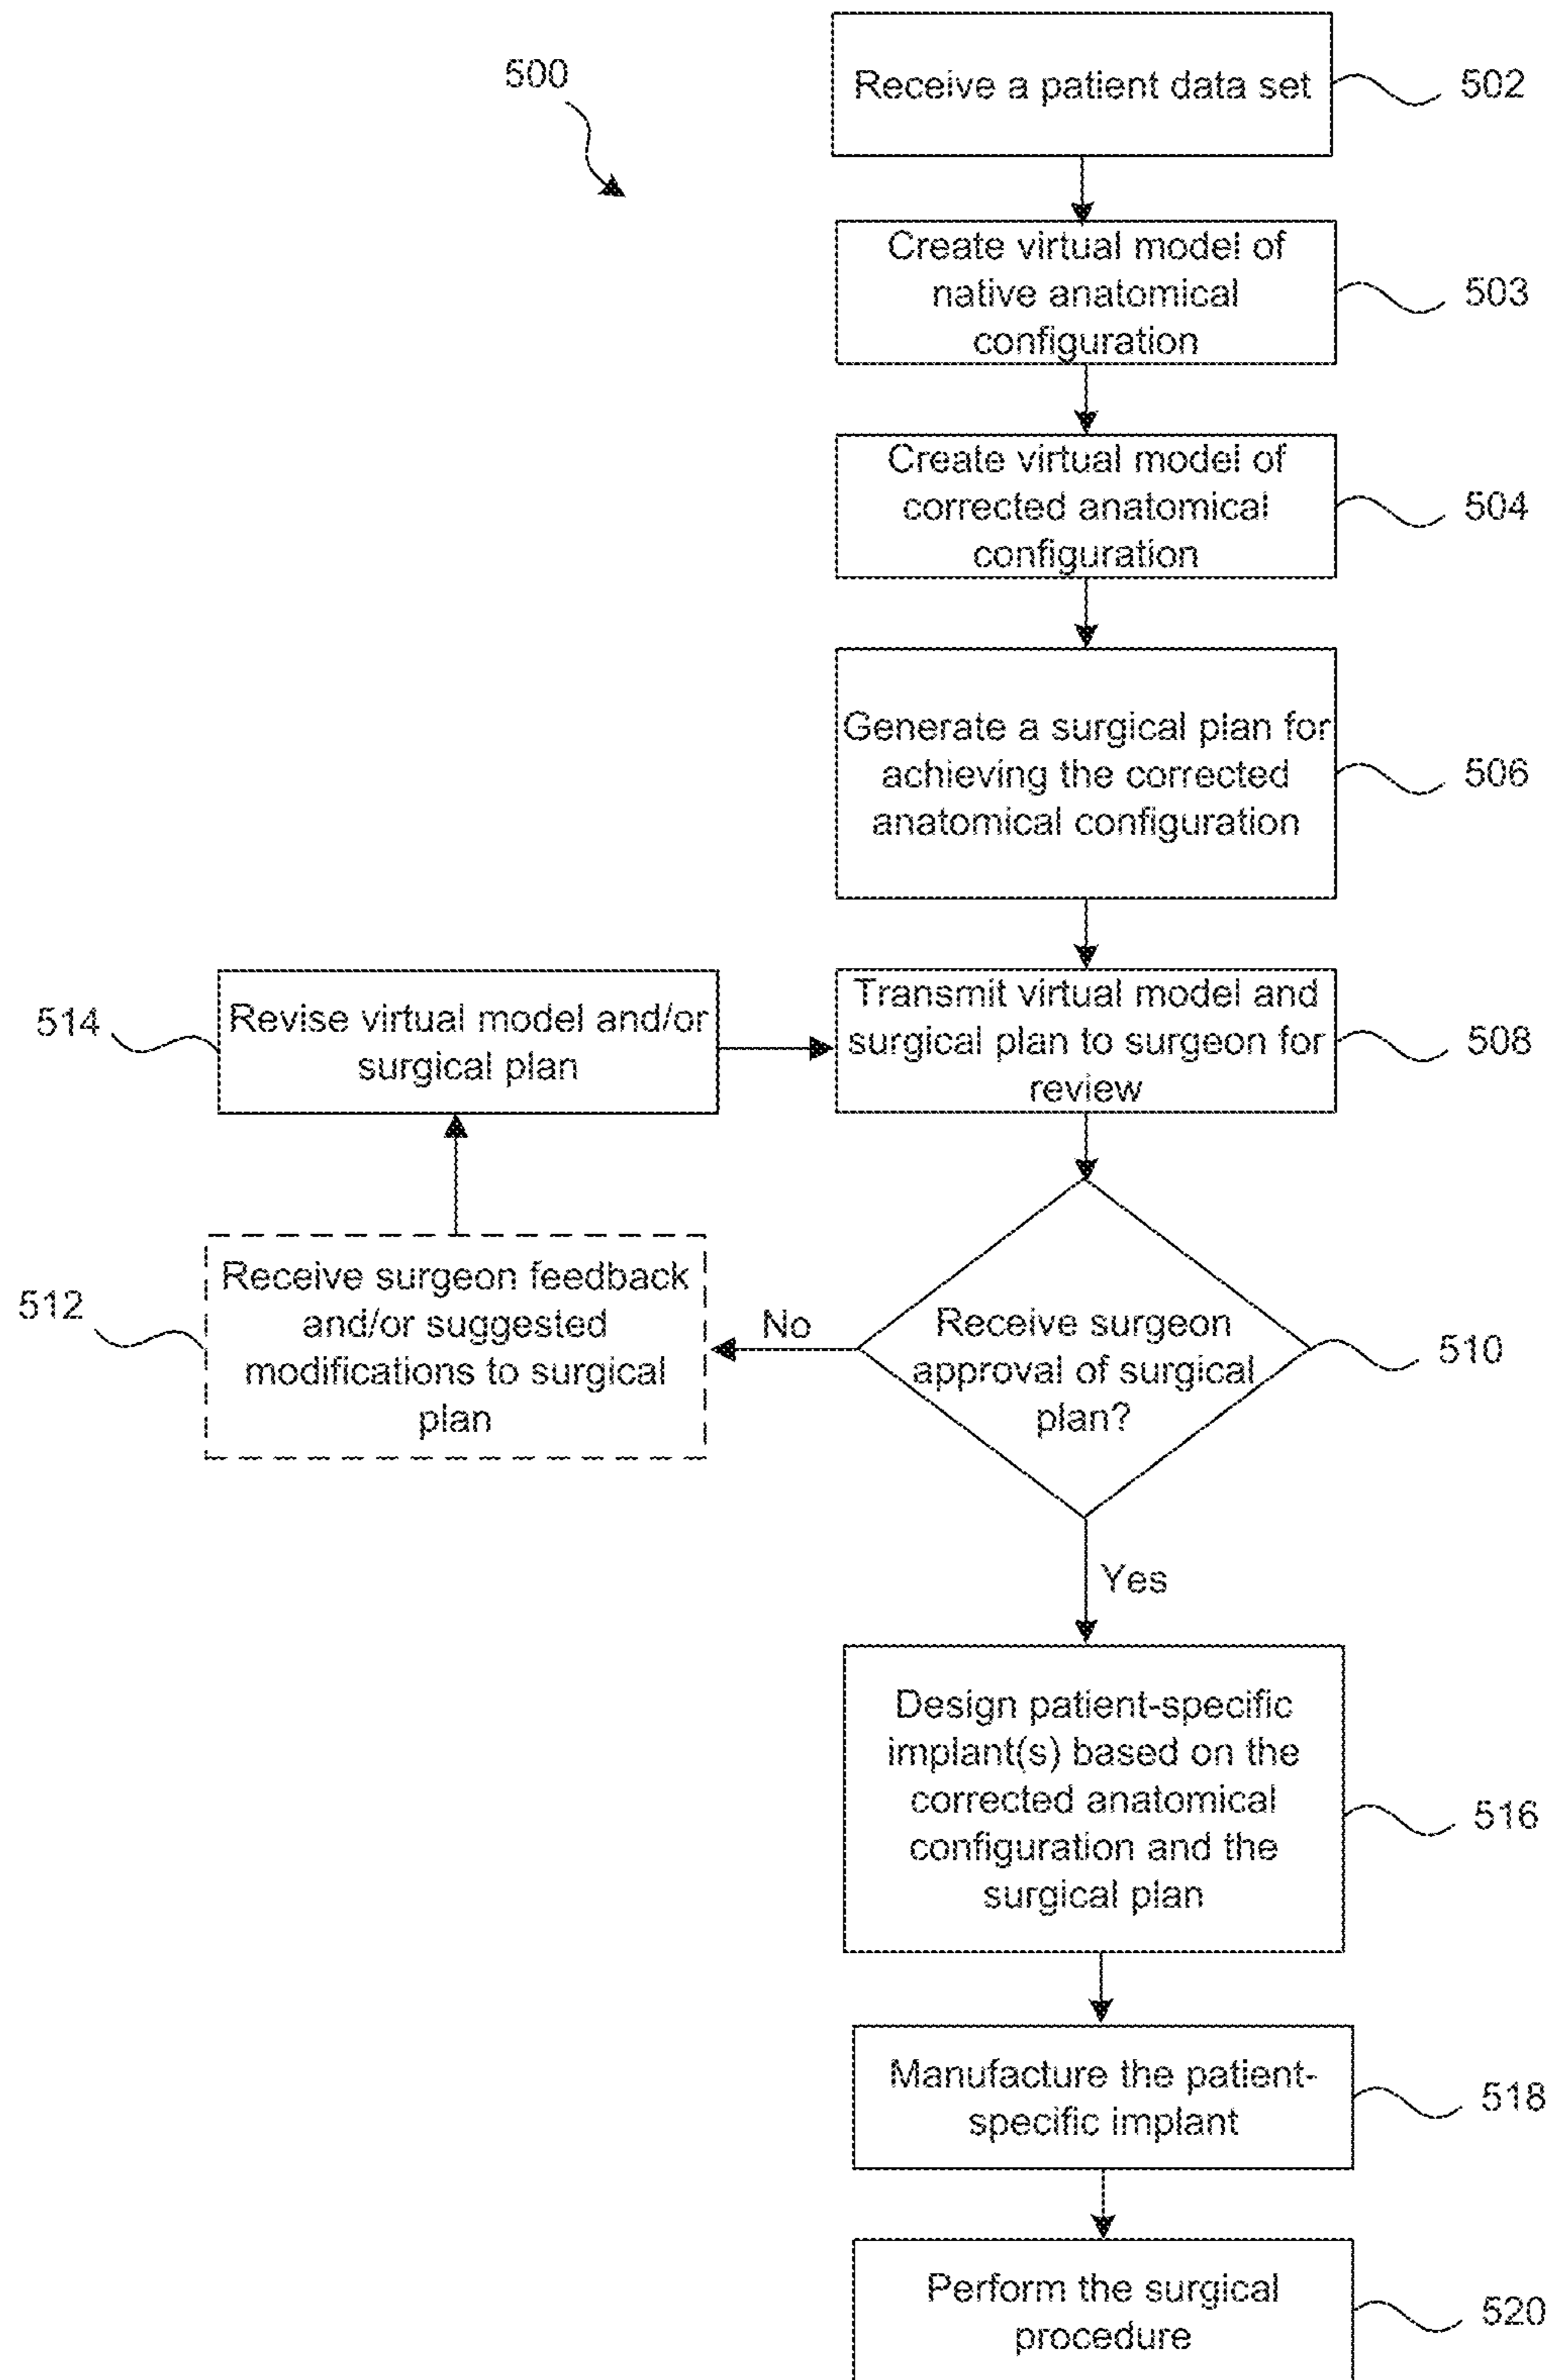 500
Receive a patient data set
502
Create virtual model of
native anatomical
configuration
503
Create virtual model of
corrected anatomical
configuration
504
Generate a surgical plan for
achieving the corrected
anatomical configuration
506
514
Revise virtual model and/or
surgical plan
Transmit virtual model and
surgical plan to surgeon for
review
508
512
Receive surgeon feedback
and/or suggested
modifications to surgical
plan
No
Receive surgeon
approval of surgical
plan?
510
Yes
Design patient-specific
implant(s) based on the
corrected anatomical
configuration and the
surgical plan
516
Manufacture the patient-
specific implant
518
Perform the surgical
procedure
520